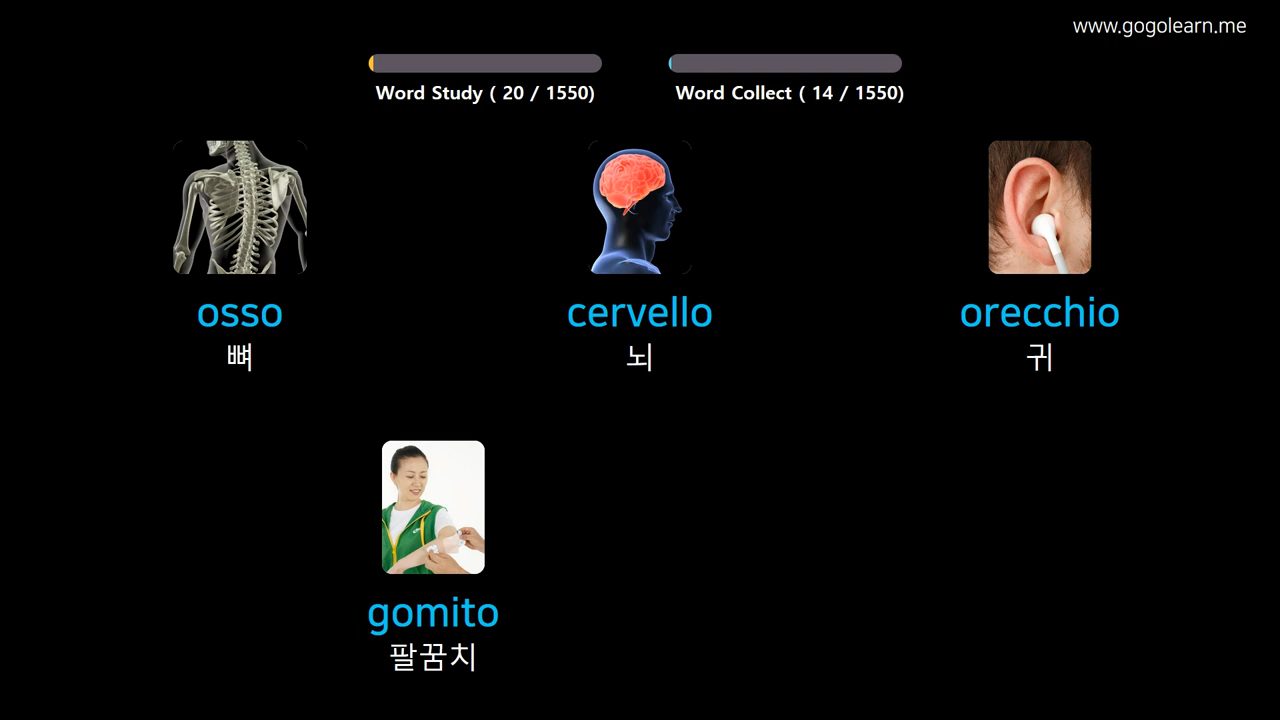 www.gogolearn.me
Word Study ( 20 / 1550)
Word Collect ( 14 / 1550)
osso
cervello
orecchio
뼈
뇌
귀
gomito
팔꿈치